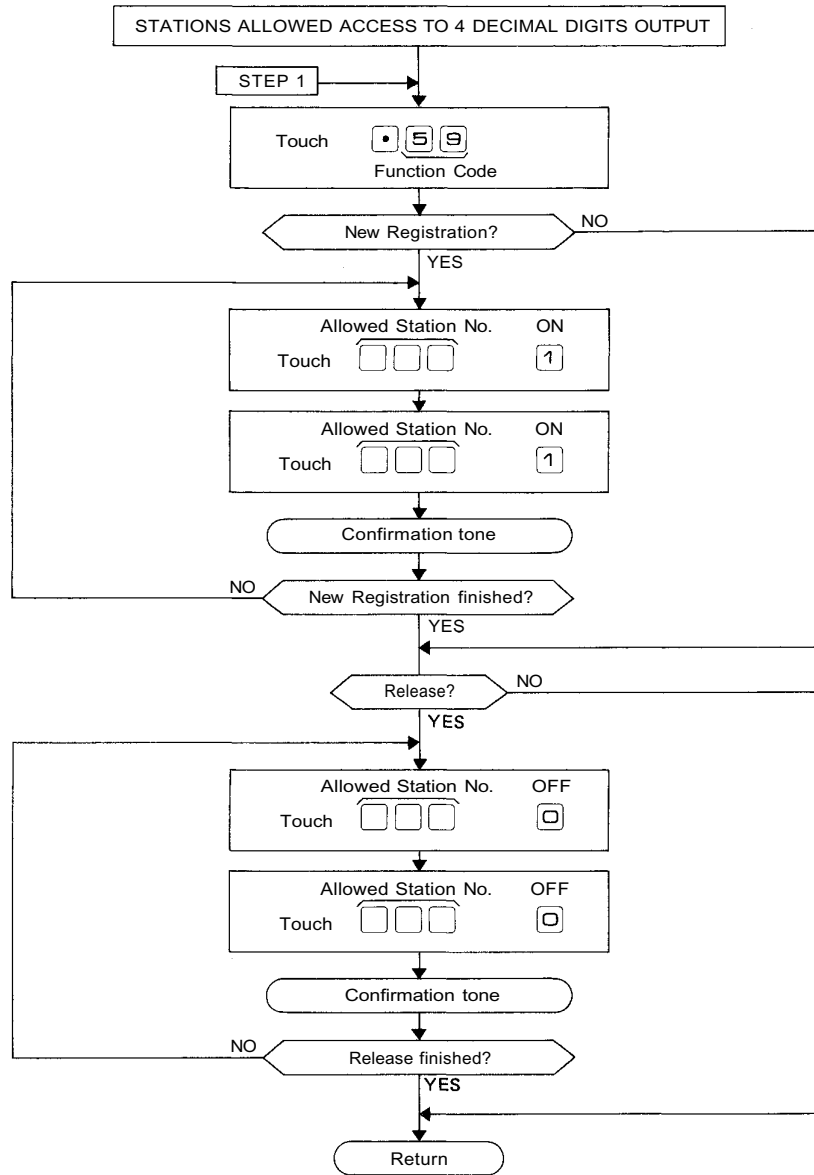 STATIONS ALLOWED ACCESS TO 4 DECIMAL DIGITS OUTPUT
STEP 1
Touch • 5 9
Function Code
New Registration? NO
YES
Allowed Station No. ON
Touch 1
Allowed Station No. ON
Touch 1
Confirmation tone
NO New Registration finished?
YES
Release? NO
YES
Allowed Station No. OFF
Touch 0
Allowed Station No. OFF
Touch 0
Confirmation tone
NO Release finished?
YES
Return